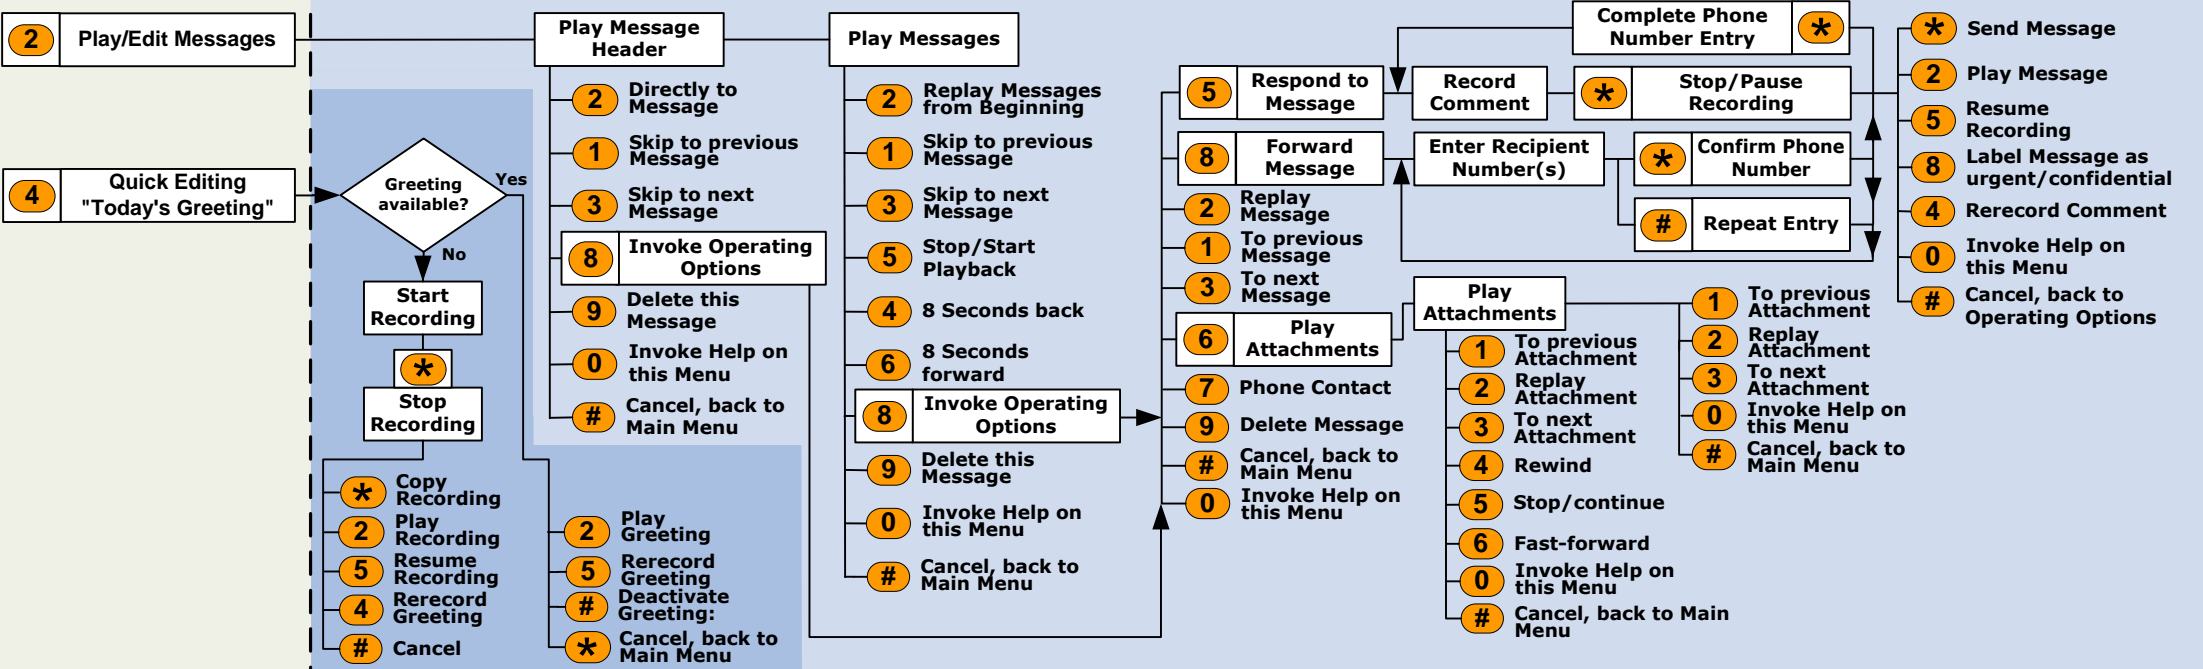 2 Play/Edit Messages
4 Quick Editing
"Today's Greeting"
Greeting
available?
Yes
No
Start
Recording
*
Stop
Recording
* Copy
Recording
2 Play
Recording
5 Resume
Recording
4 Rerecord
Greeting
# Cancel
2 Play
Greeting
5 Rerecord
Greeting
# Deactivate
Greeting:
* Cancel, back to
Main Menu
Play Message
Header
2 Directly to
Message
1 Skip to previous
Message
3 Skip to next
Message
8 Invoke Operating
Options
9 Delete this
Message
0 Invoke Help on
this Menu
# Cancel, back to
Main Menu
Play Messages
2 Replay Messages
from Beginning
1 Skip to previous
Message
3 Skip to next
Message
5 Stop/Start
Playback
4 8 Seconds back
6 8 Seconds
forward
8 Invoke Operating
Options
9 Delete this
Message
0 Invoke Help on
this Menu
# Cancel, back to
Main Menu
5 Respond to
Message
8 Forward
Message
2 Replay
Message
1 To previous
Message
3 To next
Message
6 Play
Attachments
7 Phone Contact
9 Delete Message
# Cancel, back to
Main Menu
0 Invoke Help on
this Menu
Complete Phone
Number Entry *
Record
Comment
* Stop/Pause
Recording
Enter Recipient
Number(s)
* Confirm Phone
Number
# Repeat Entry
Play
Attachments
1 To previous
Attachment
2 Replay
Attachment
3 To next
Attachment
4 Rewind
5 Stop/continue
6 Fast-forward
0 Invoke Help on
this Menu
# Cancel, back to Main
Menu
1 To previous
Attachment
2 Replay
Attachment
3 To next
Attachment
0 Invoke Help on
this Menu
# Cancel, back to
Main Menu
* Send Message
2 Play Message
5 Resume
Recording
8 Label Message as
urgent/confidential
4 Rerecord Comment
0 Invoke Help on
this Menu
# Cancel, back to
Operating Options